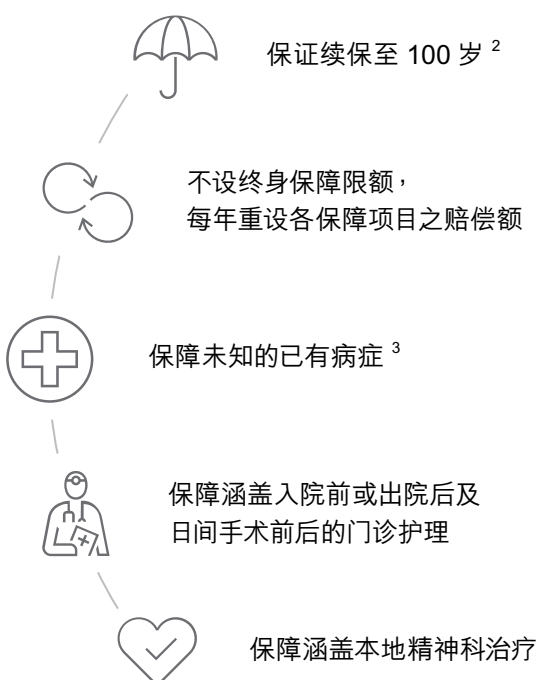 保证续保至 100 岁 ²
不设终身保障限额，
每年重设各保障项目之赔偿额
保障未知的已有病症 ³
保障涵盖入院前或出院后及
日间手术前后的门诊护理
保障涵盖本地精神科治疗